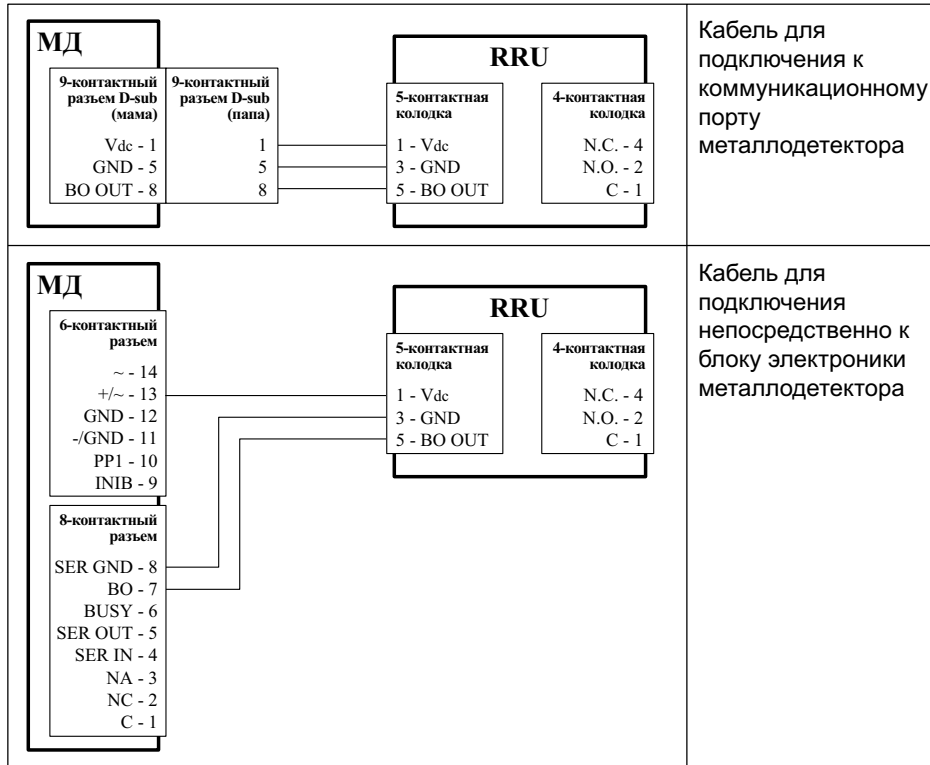 МД
9-контактный
разъем D-sub
(мама)
Vdc - 1
GND - 5
BO OUT - 8
9-контактный
разъем D-sub
(папа)
1
5
8
RRU
5-контактная
колодка
1 - Vdc
3 - GND
5 - BO OUT
4-контактная
колодка
N.C. - 4
N.O. - 2
C - 1
Кабель для
подключения к
коммуникационному
порту
металлодетектора
МД
6-контактный
разъем
~ - 14
+/~ - 13
GND - 12
-/GND - 11
PP1 - 10
INIB - 9
8-контактный
разъем
SER GND - 8
BO - 7
BUSY - 6
SER OUT - 5
SER IN - 4
NA - 3
NC - 2
C - 1
RRU
5-контактная
колодка
1 - Vdc
3 - GND
5 - BO OUT
4-контактная
колодка
N.C. - 4
N.O. - 2
C - 1
Кабель для
подключения
непосредственно к
блоку электроники
металлодетектора